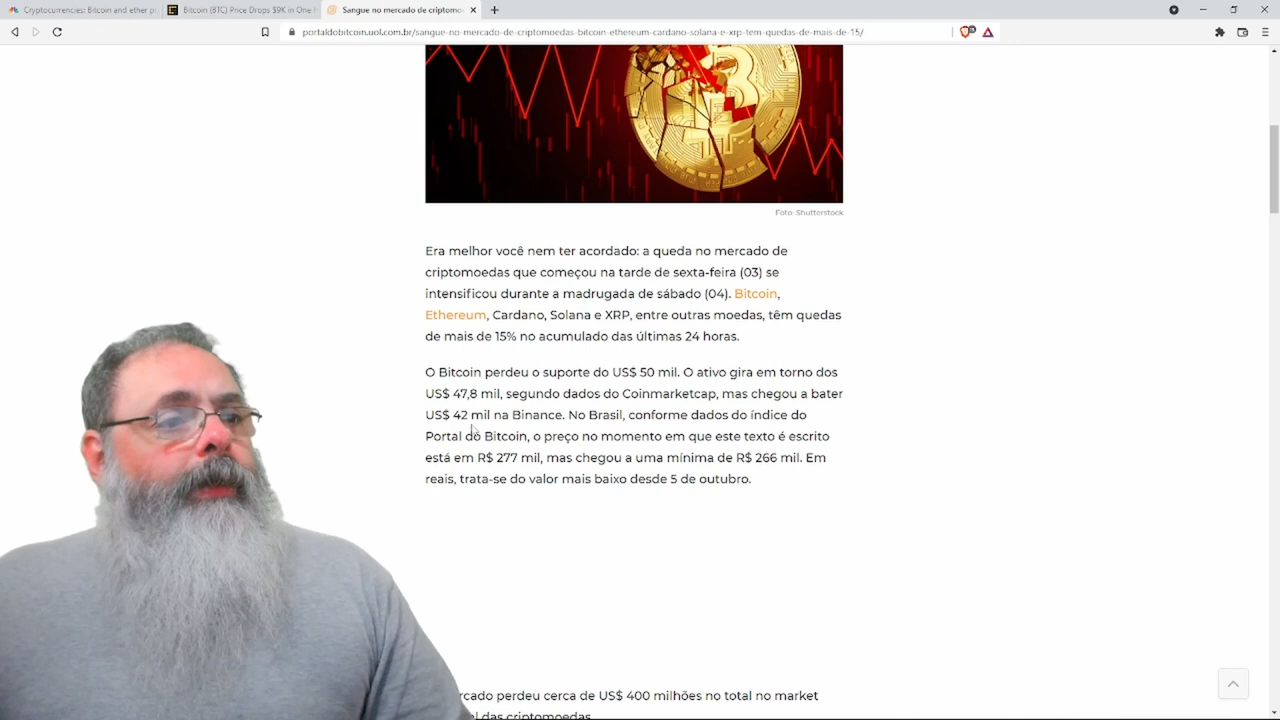 Cryptocurrencies: Bitcoin and ether pr
Bitcoin (BTC) Price Drops $9K in One
Sangue no mercado de criptomo
portaldobitcoin.uol.com.br/sangue-no-mercado-de-criptomoedas-bitcoin-ethereum-cardano-solana-e-xrp-tem-quedas-de-mais-de-15/
Foto: Shutterstock
Era melhor você nem ter acordado: a queda no mercado de
criptomoedas que começou na tarde de sexta-feira (03) se
intensificou durante a madrugada de sábado (04). Bitcoin,
Ethereum, Cardano, Solana e XRP, entre outras moedas, têm quedas
de mais de 15% no acumulado das últimas 24 horas.
O Bitcoin perdeu o suporte do US$ 50 mil. O ativo gira em torno dos
US$ 47,8 mil, segundo dados do Coinmarketcap, mas chegou a bater
US$ 42 mil na Binance. No Brasil, conforme dados do índice do
Portal do Bitcoin, o preço no momento em que este texto é escrito
está em R$ 277 mil, mas chegou a uma mínima de R$ 266 mil. Em
reais, trata-se do valor mais baixo desde 5 de outubro.
rcado perdeu cerca de US$ 400 milhões no total no market
das criptomoedas